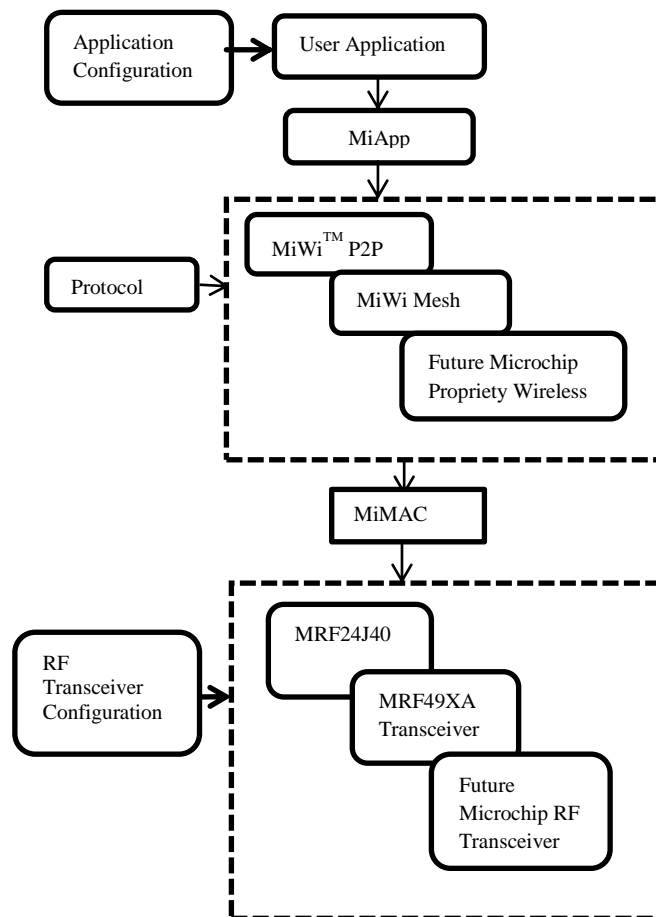 Application
Configuration
User Application
MiApp
MiWi™ P2P
Protocol
MiWi Mesh
Future Microchip
Propriety Wireless
MiMAC
MRF24J40
RF
Transceiver
Configuration
MRF49XA
Transceiver
Future
Microchip RF
Transceiver